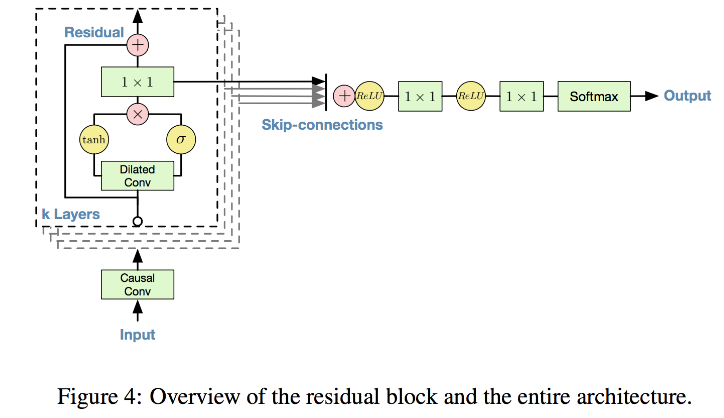 Residual
+
1 × 1
×
tanh
σ
Dilated
Conv
k Layers
Causal
Conv
Input
Skip-connections
+
ReLU
1 × 1
ReLU
1 × 1
Softmax
Output
Figure 4: Overview of the residual block and the entire architecture.